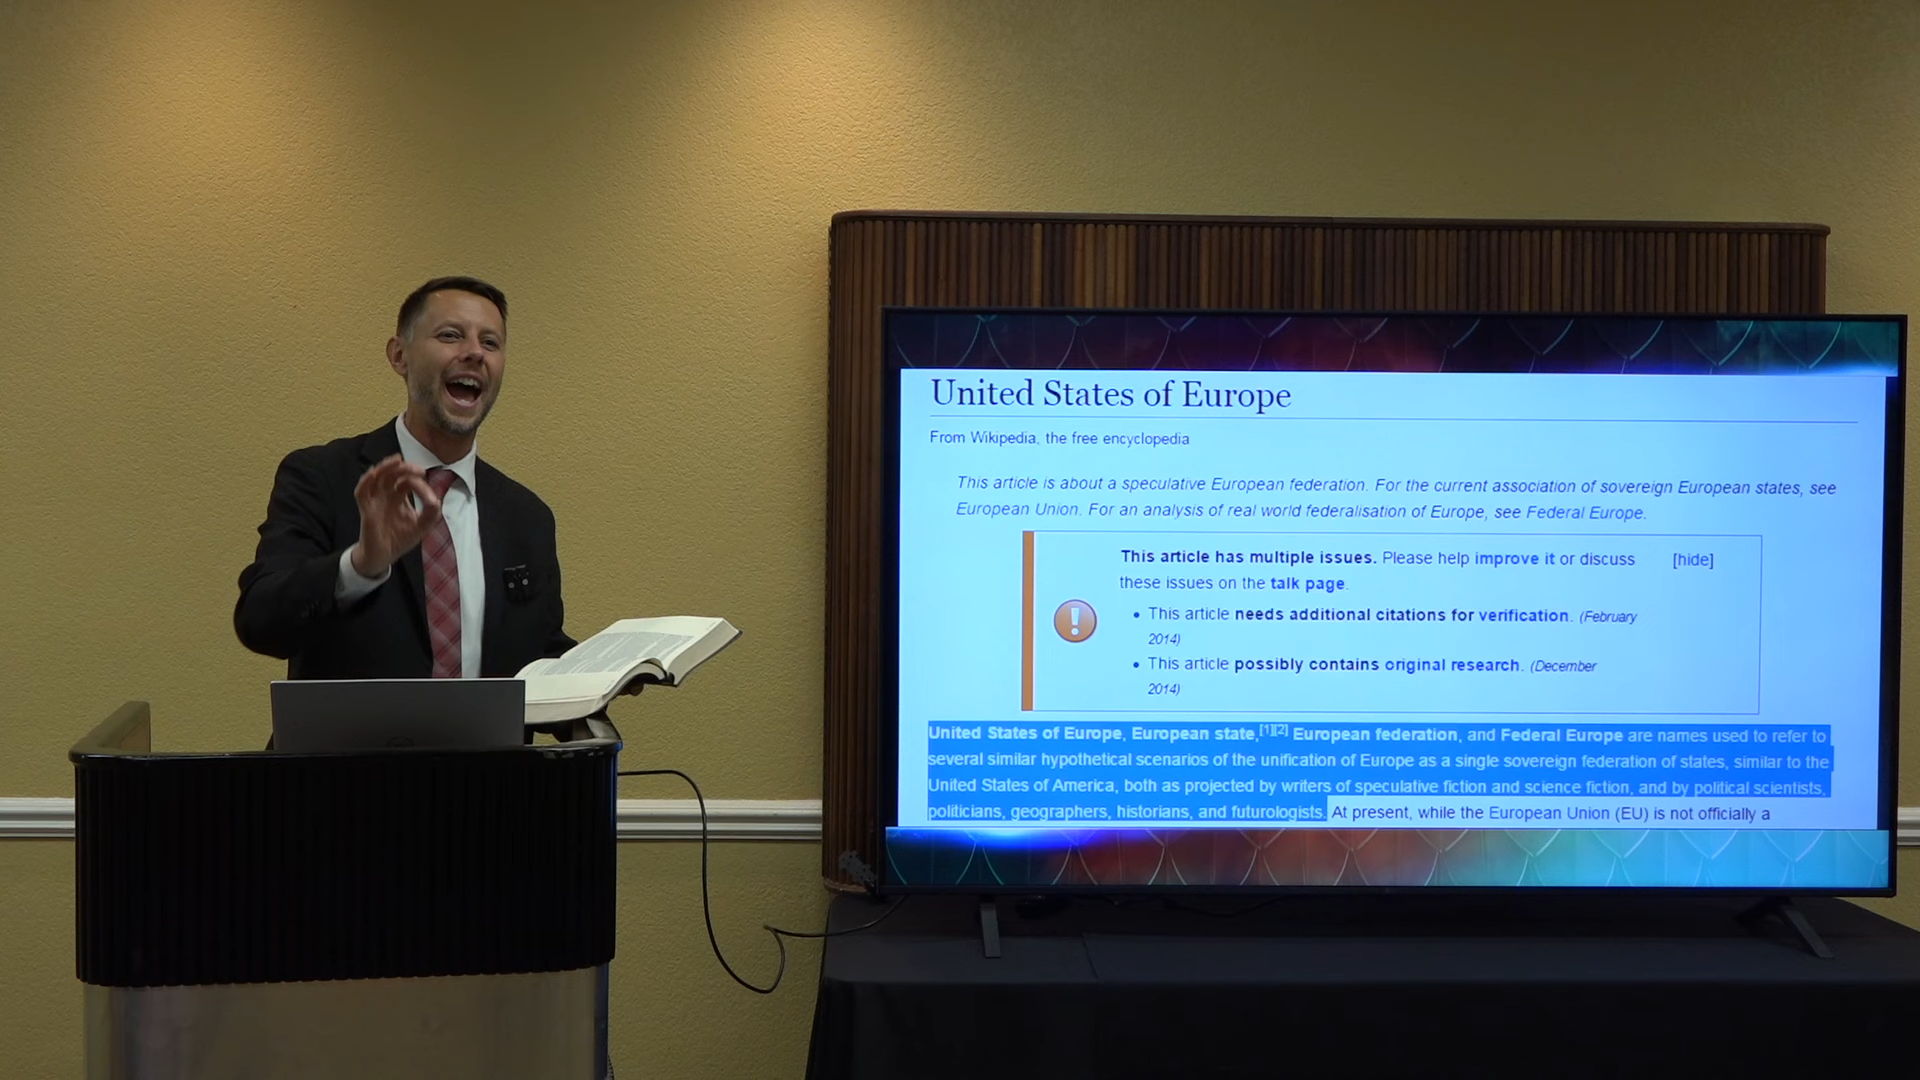 United States of Europe
From Wikipedia, the free encyclopedia
This article is about a speculative European federation. For the current association of sovereign European states, see
European Union. For an analysis of real world federalisation of Europe, see Federal Europe.
This article has multiple issues. Please help improve it or discuss [hide]
these issues on the talk page.
• This article needs additional citations for verification. (February
2014)
• This article possibly contains original research. (December
2014)
United States of Europe, European state,[1][2] European federation, and Federal Europe are names used to refer to
several similar hypothetical scenarios of the unification of Europe as a single sovereign federation of states, similar to the
United States of America, both as projected by writers of speculative fiction and science fiction, and by political scientists,
politicians, geographers, historians, and futurologists. At present, while the European Union (EU) is not officially a